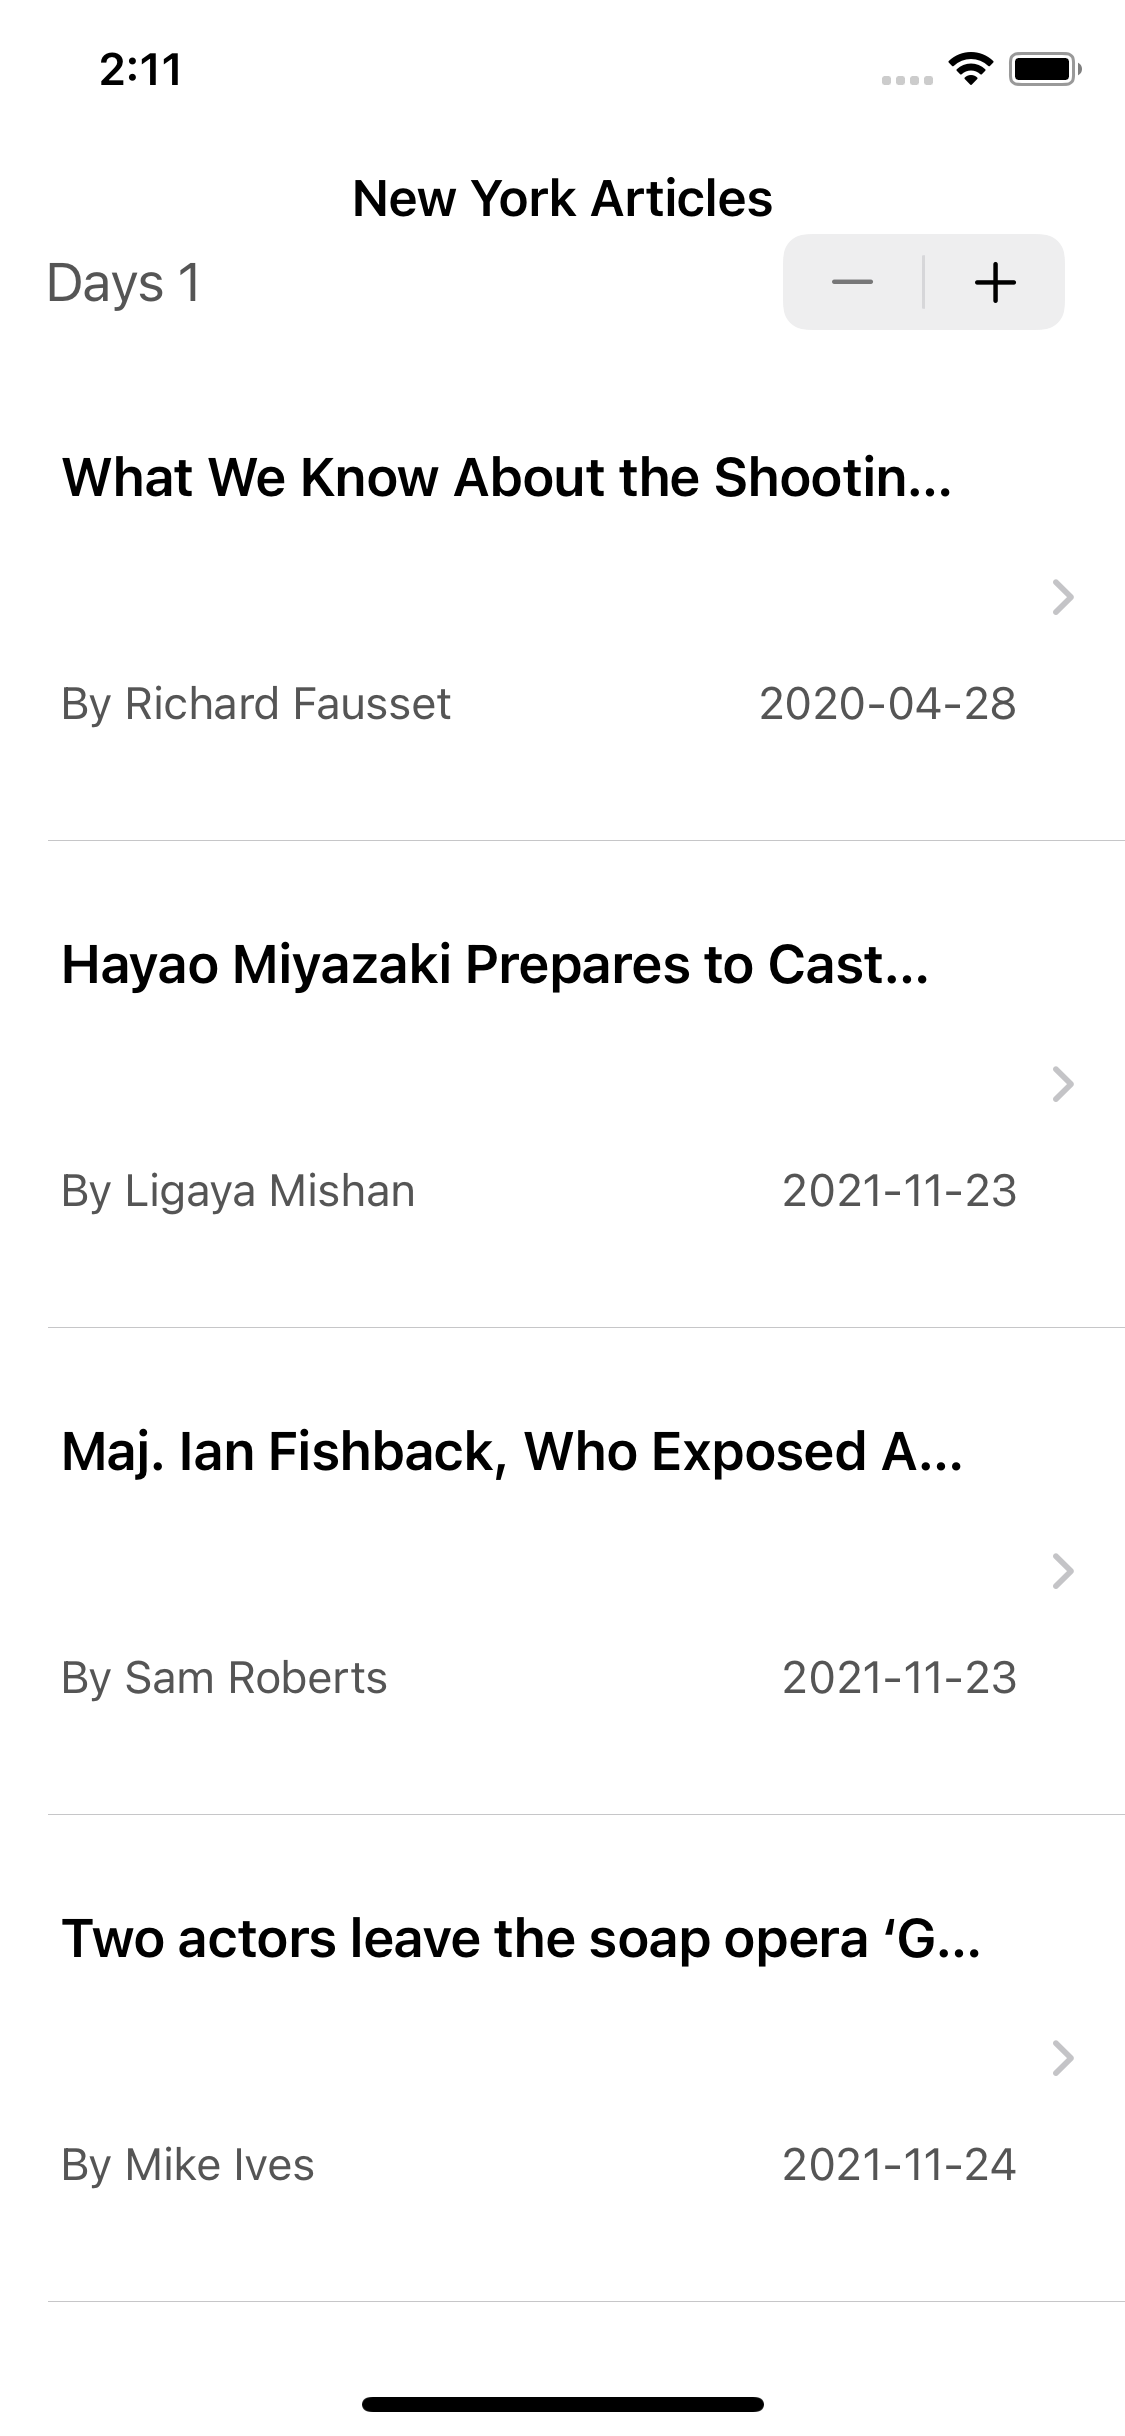 2:11
New York Articles
Days 1
What We Know About the Shootin...
By Richard Fausset 2020-04-28
Hayao Miyazaki Prepares to Cast...
By Ligaya Mishan 2021-11-23
Maj. Ian Fishback, Who Exposed A...
By Sam Roberts 2021-11-23
Two actors leave the soap opera ‘G...
By Mike Ives 2021-11-24